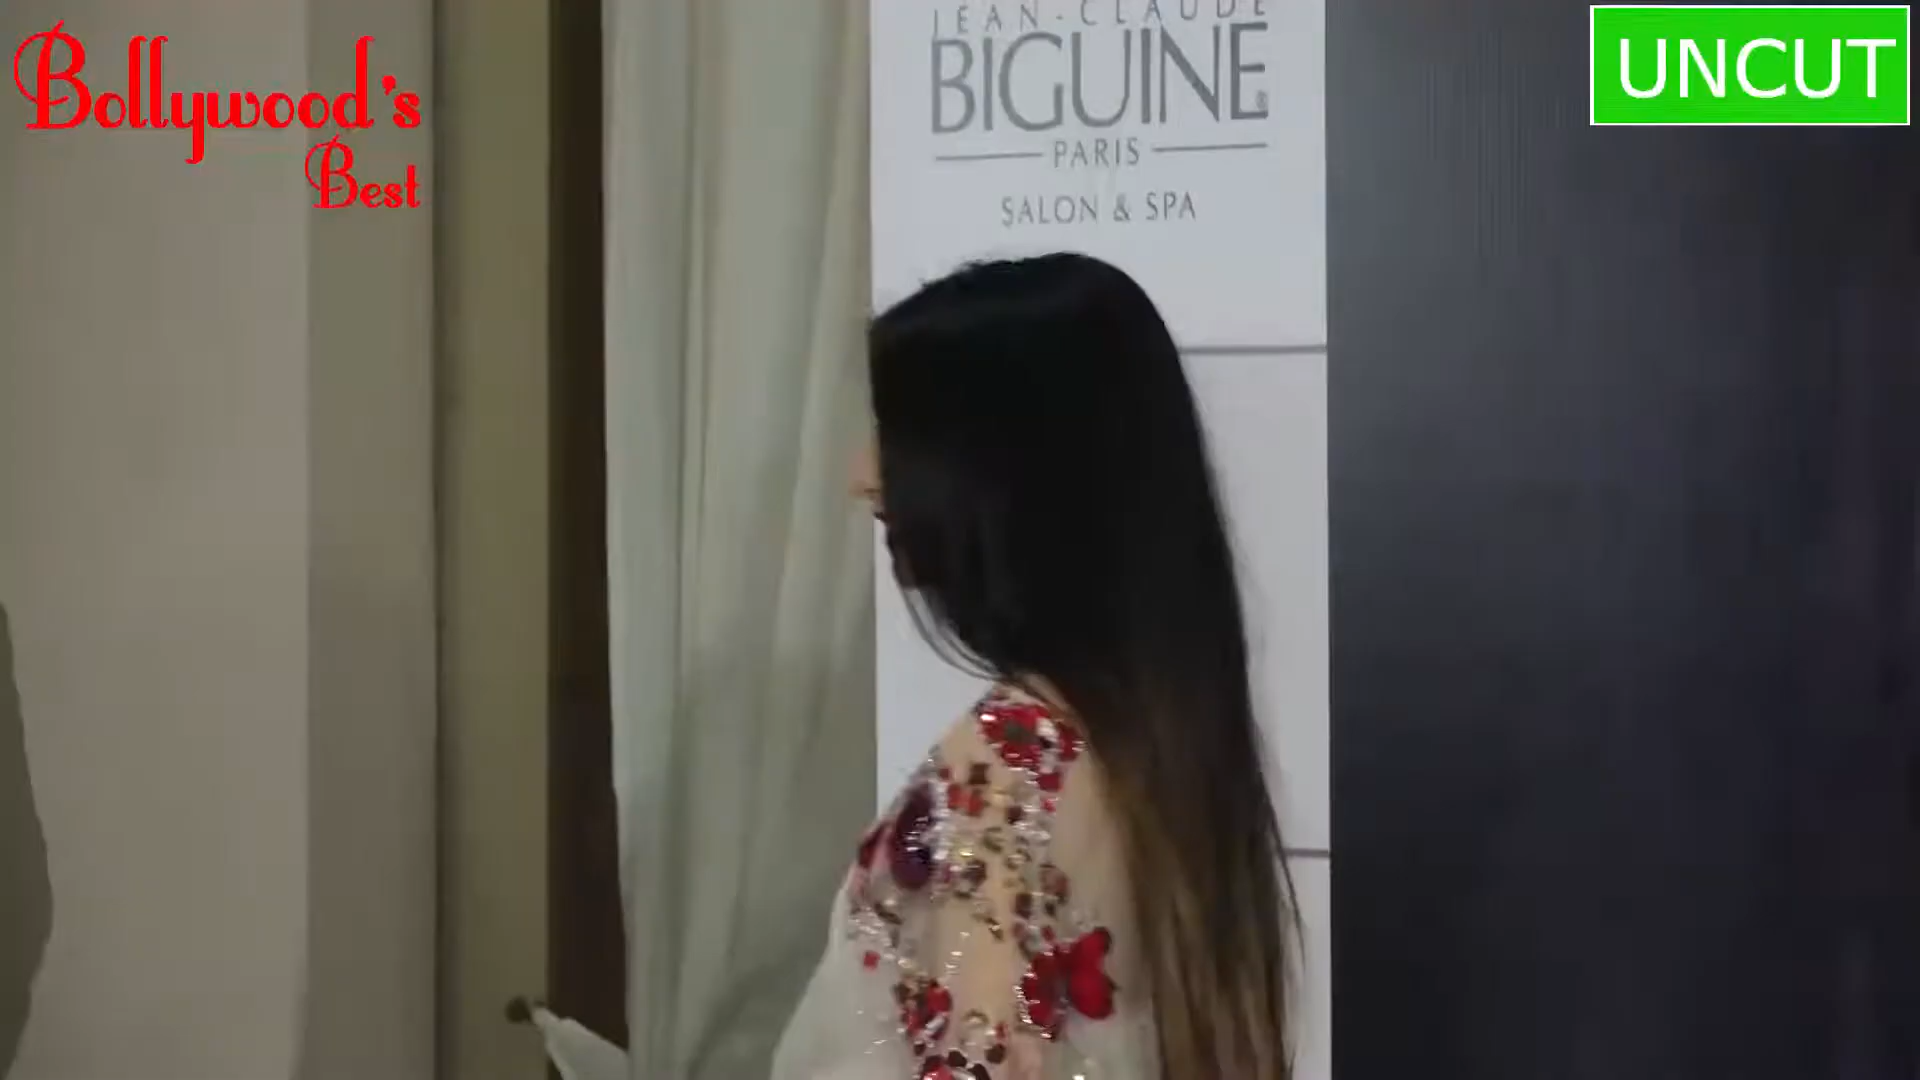 Bollywood's
Best
UNCUT
JEAN-CLAUDE
BIGUINE
PARIS
SALON & SPA